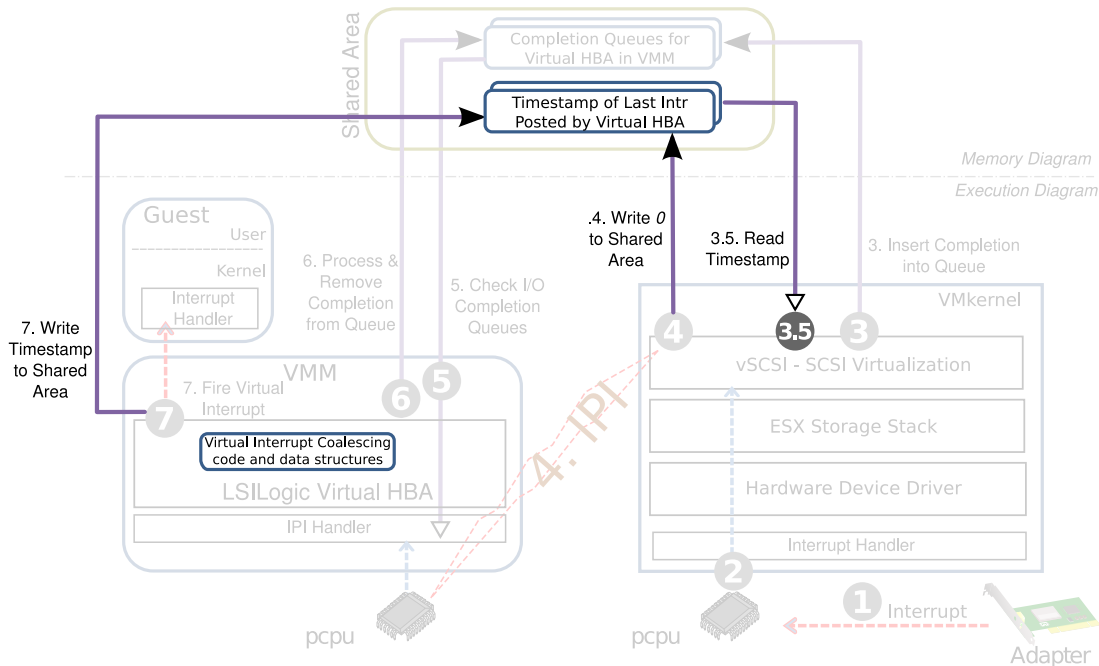 Shared Area
Completion Queues for
Virtual HBA in VMM
Timestamp of Last Intr
Posted by Virtual HBA
Memory Diagram
Execution Diagram
Guest
User
Kernel
Interrupt
Handler
6. Process &
Remove
Completion
from Queue
5. Check I/O
Completion
Queues
.4. Write 0
to Shared
Area
3.5. Read
Timestamp
3. Insert Completion
into Queue
7. Write
Timestamp
to Shared
Area
VMM
7. Fire Virtual
Interrupt
7
6
5
Virtual Interrupt Coalescing
code and data structures
LSILogic Virtual HBA
IPI Handler
4. IPI
VMkernel
4
3.5
3
vSCSI - SCSI Virtualization
ESX Storage Stack
Hardware Device Driver
Interrupt Handler
2
1
Interrupt
pcpu
pcpu
Adapter